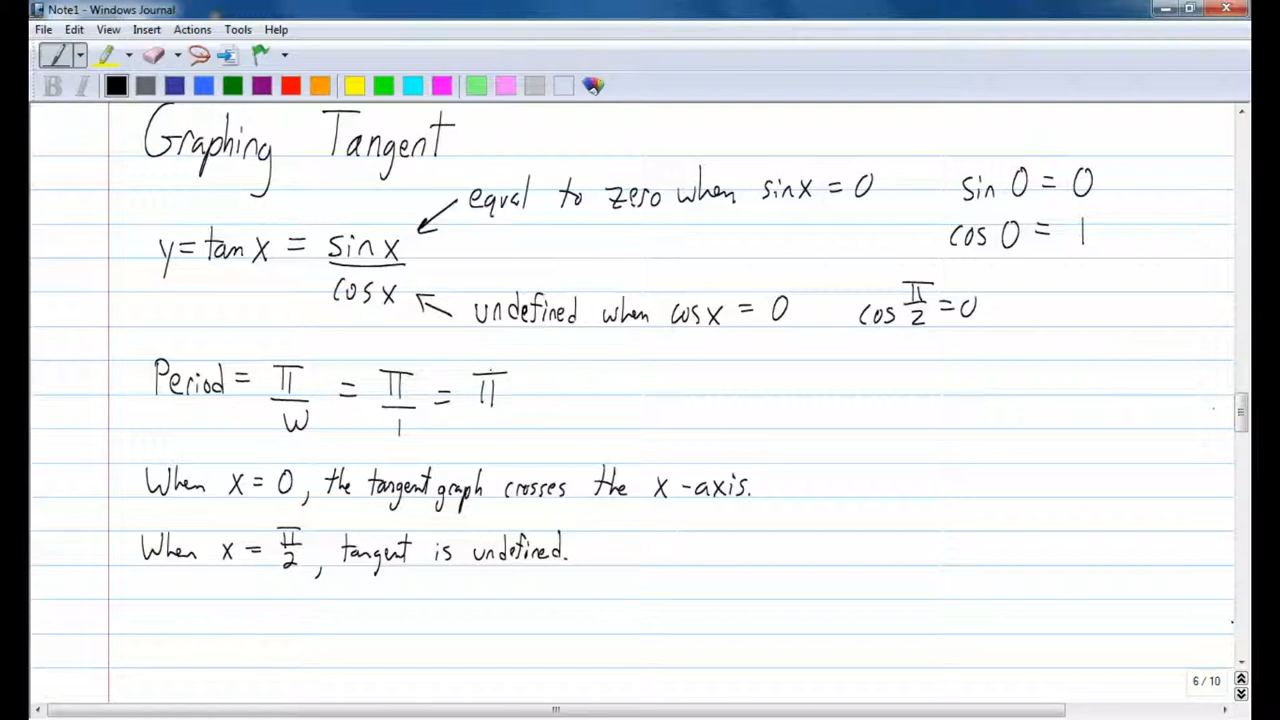 Note1 - Windows Journal
File Edit View Insert Actions Tools Help
B I
Graphing Tangent
equal to zero when sin x = 0
sin 0 = 0
cos 0 = 1
y = tan x = sin x / cos x
undefined when cos x = 0
cos π/2 = 0
Period = π/w = π/1 = π
When x = 0, the tangent graph crosses the x-axis.
When x = π/2, tangent is undefined.
6 / 10